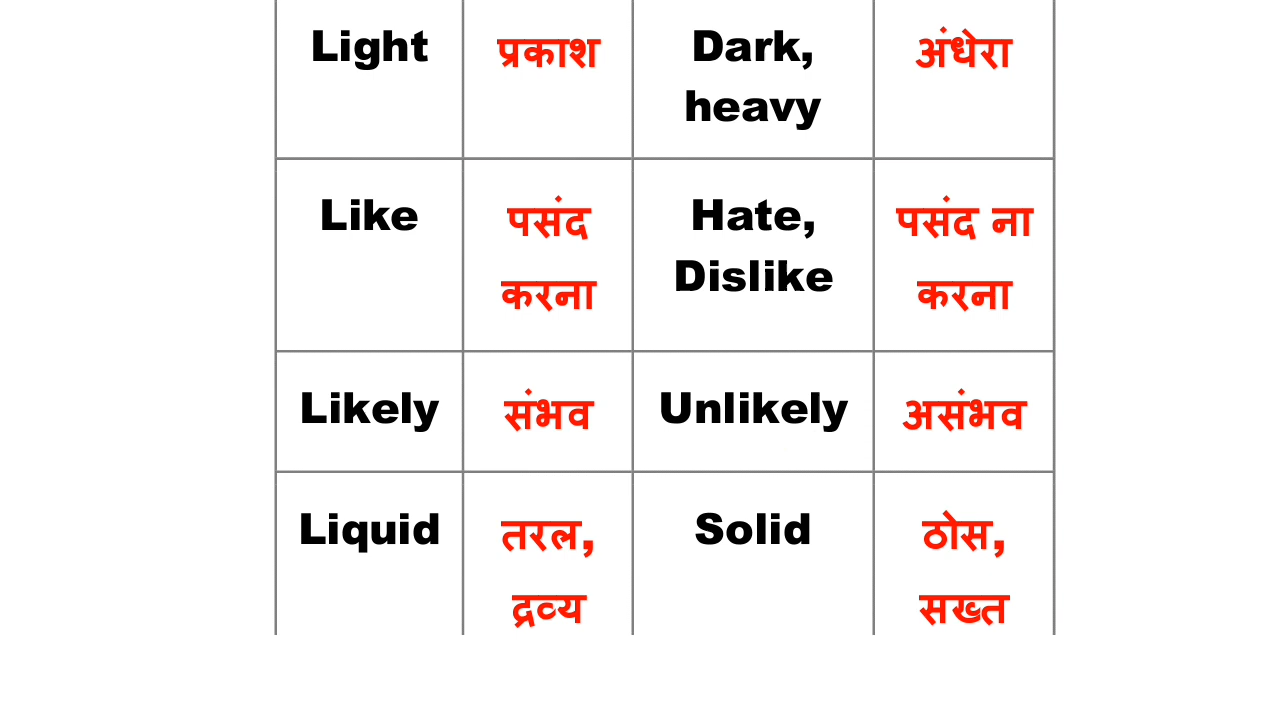 Light प्रकाश Dark, अंधेरा
heavy
Like पसंद Hate, पसंद ना
करना Dislike करना
Likely संभव Unlikely असंभव
Liquid तरल, Solid ठोस,
द्रव्य सख्त